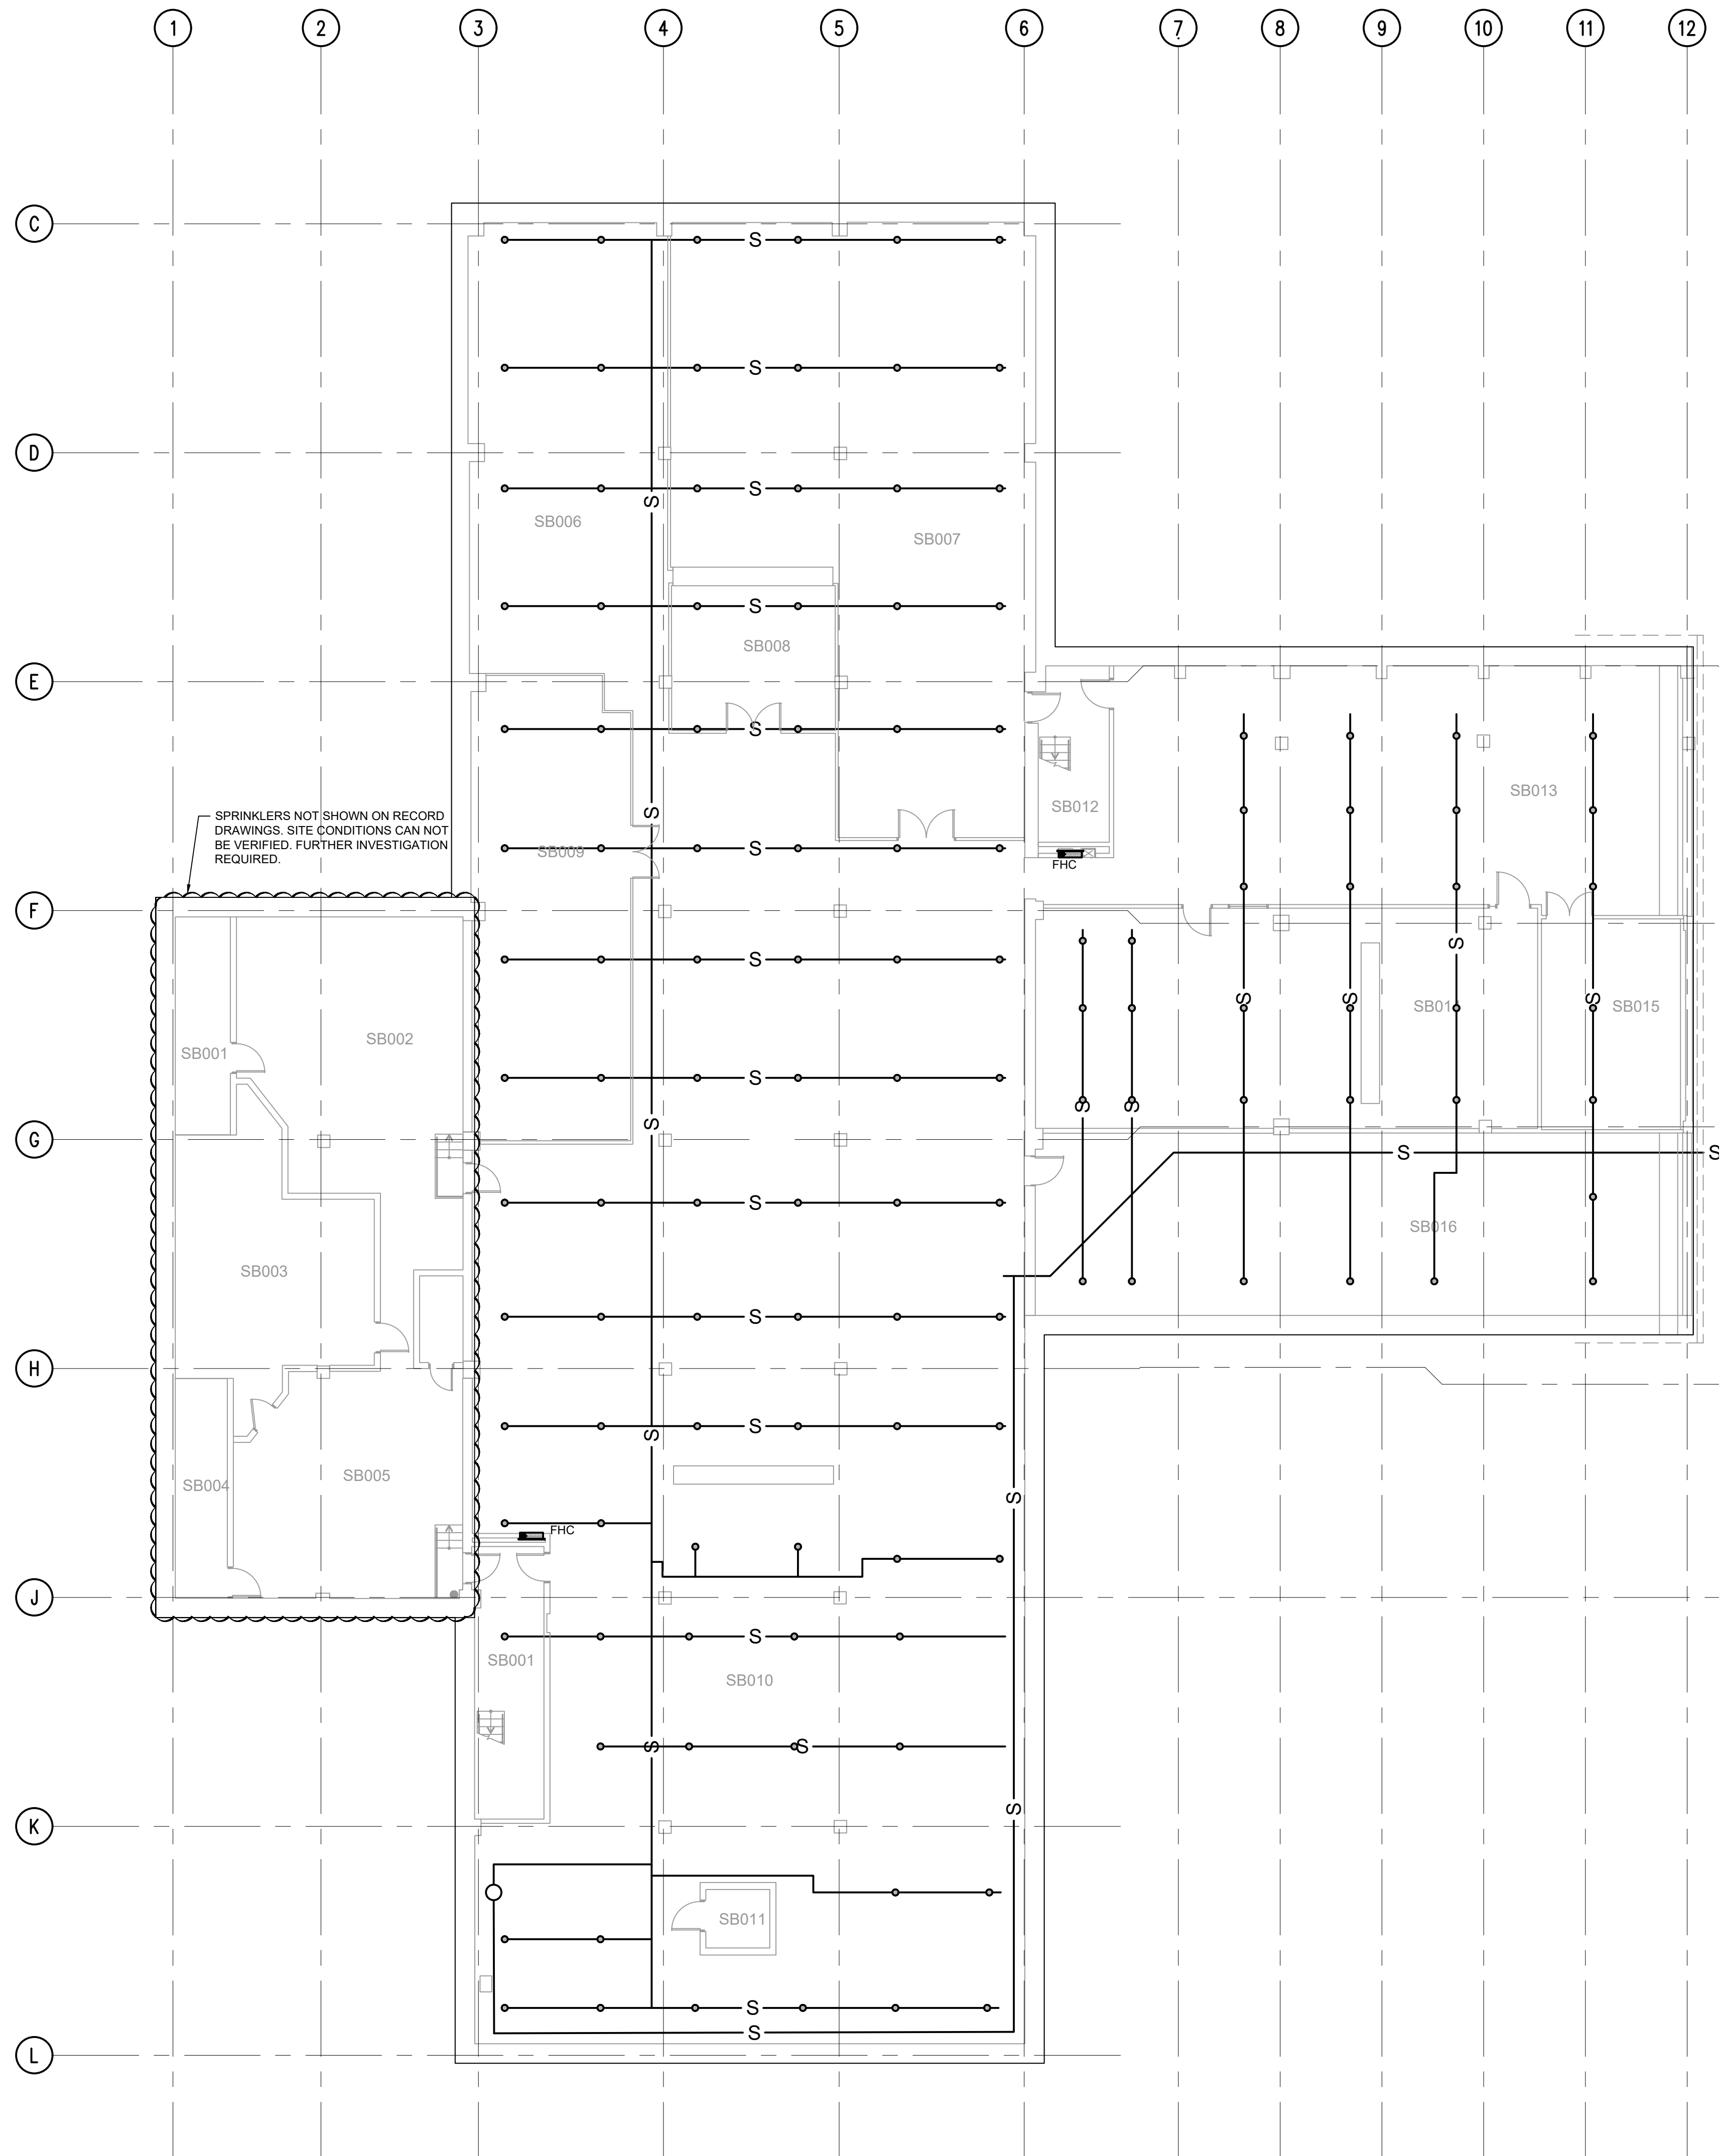 1 2 3 4 5 6 7 8 9 10 11 12
C
S
S
D
S
S
SB006
SB007
S
SB008
E
S
SB013
SB012
S
SPRINKLERS NOT SHOWN ON RECORD
DRAWINGS. SITE CONDITIONS CAN NOT
BE VERIFIED. FURTHER INVESTIGATION
REQUIRED.
SB009
S
FHC
F
S
S
S S S
SB015
SB002
SB001
S
S S
S
G
S S
S
SB016
SB003
S
H
S
S
SB005
SB004
S
FHC
J
S
SB001
SB010
S S
S
K
SB011
S
S
L